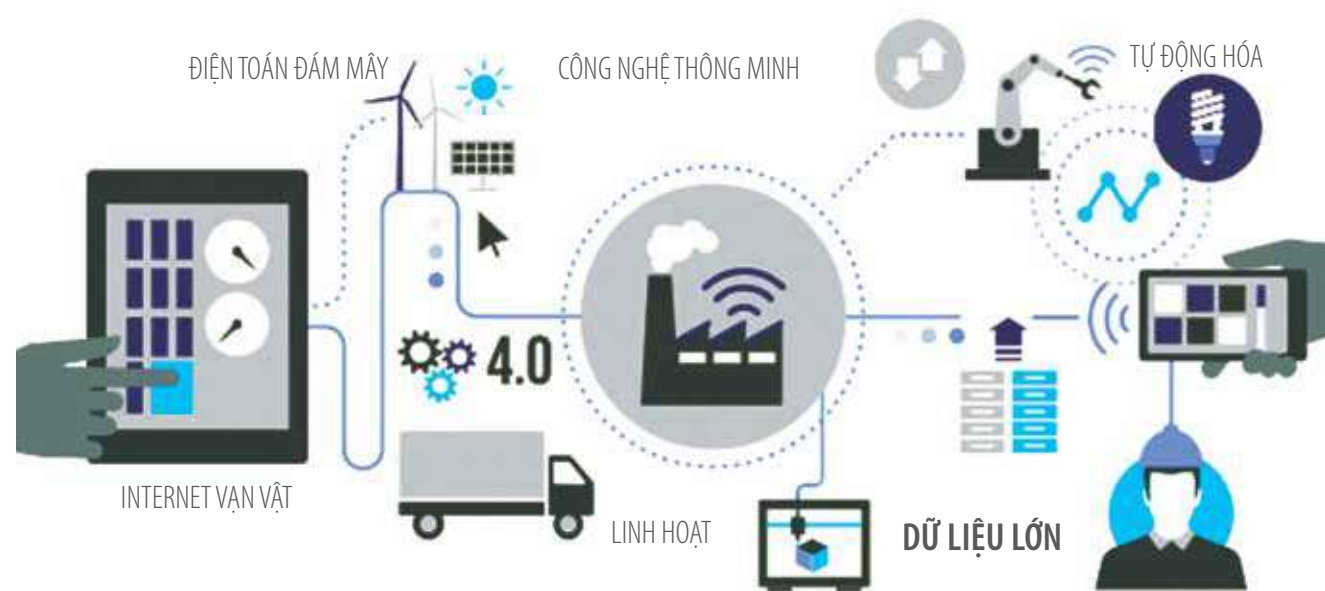 ĐIỆN TOÁN ĐÁM MÂY
CÔNG NGHỆ THÔNG MINH
TỰ ĐỘNG HÓA
4.0
INTERNET VẠN VẬT
LINH HOẠT
DỮ LIỆU LỚN